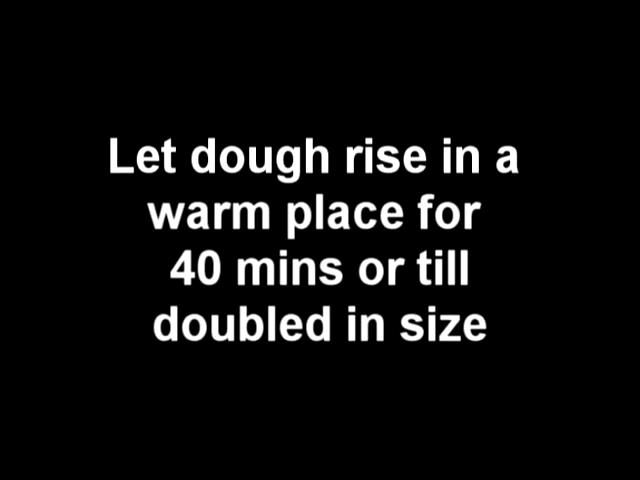 Let dough rise in a
warm place for
40 mins or till
doubled in size